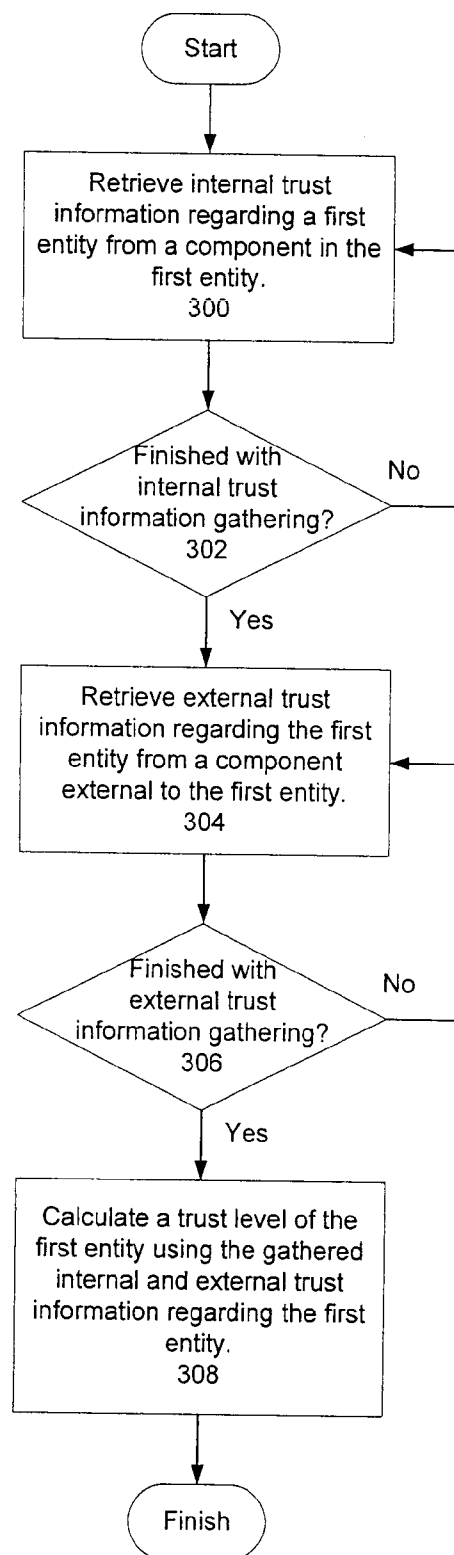 Start
Retrieve internal trust
information regarding a first
entity from a component in the
first entity.
300
Finished with
internal trust
information gathering?
302
No
Yes
Retrieve external trust
information regarding the first
entity from a component
external to the first entity.
304
Finished with
external trust
information gathering?
306
No
Yes
Calculate a trust level of the
first entity using the gathered
internal and external trust
information regarding the first
entity.
308
Finish